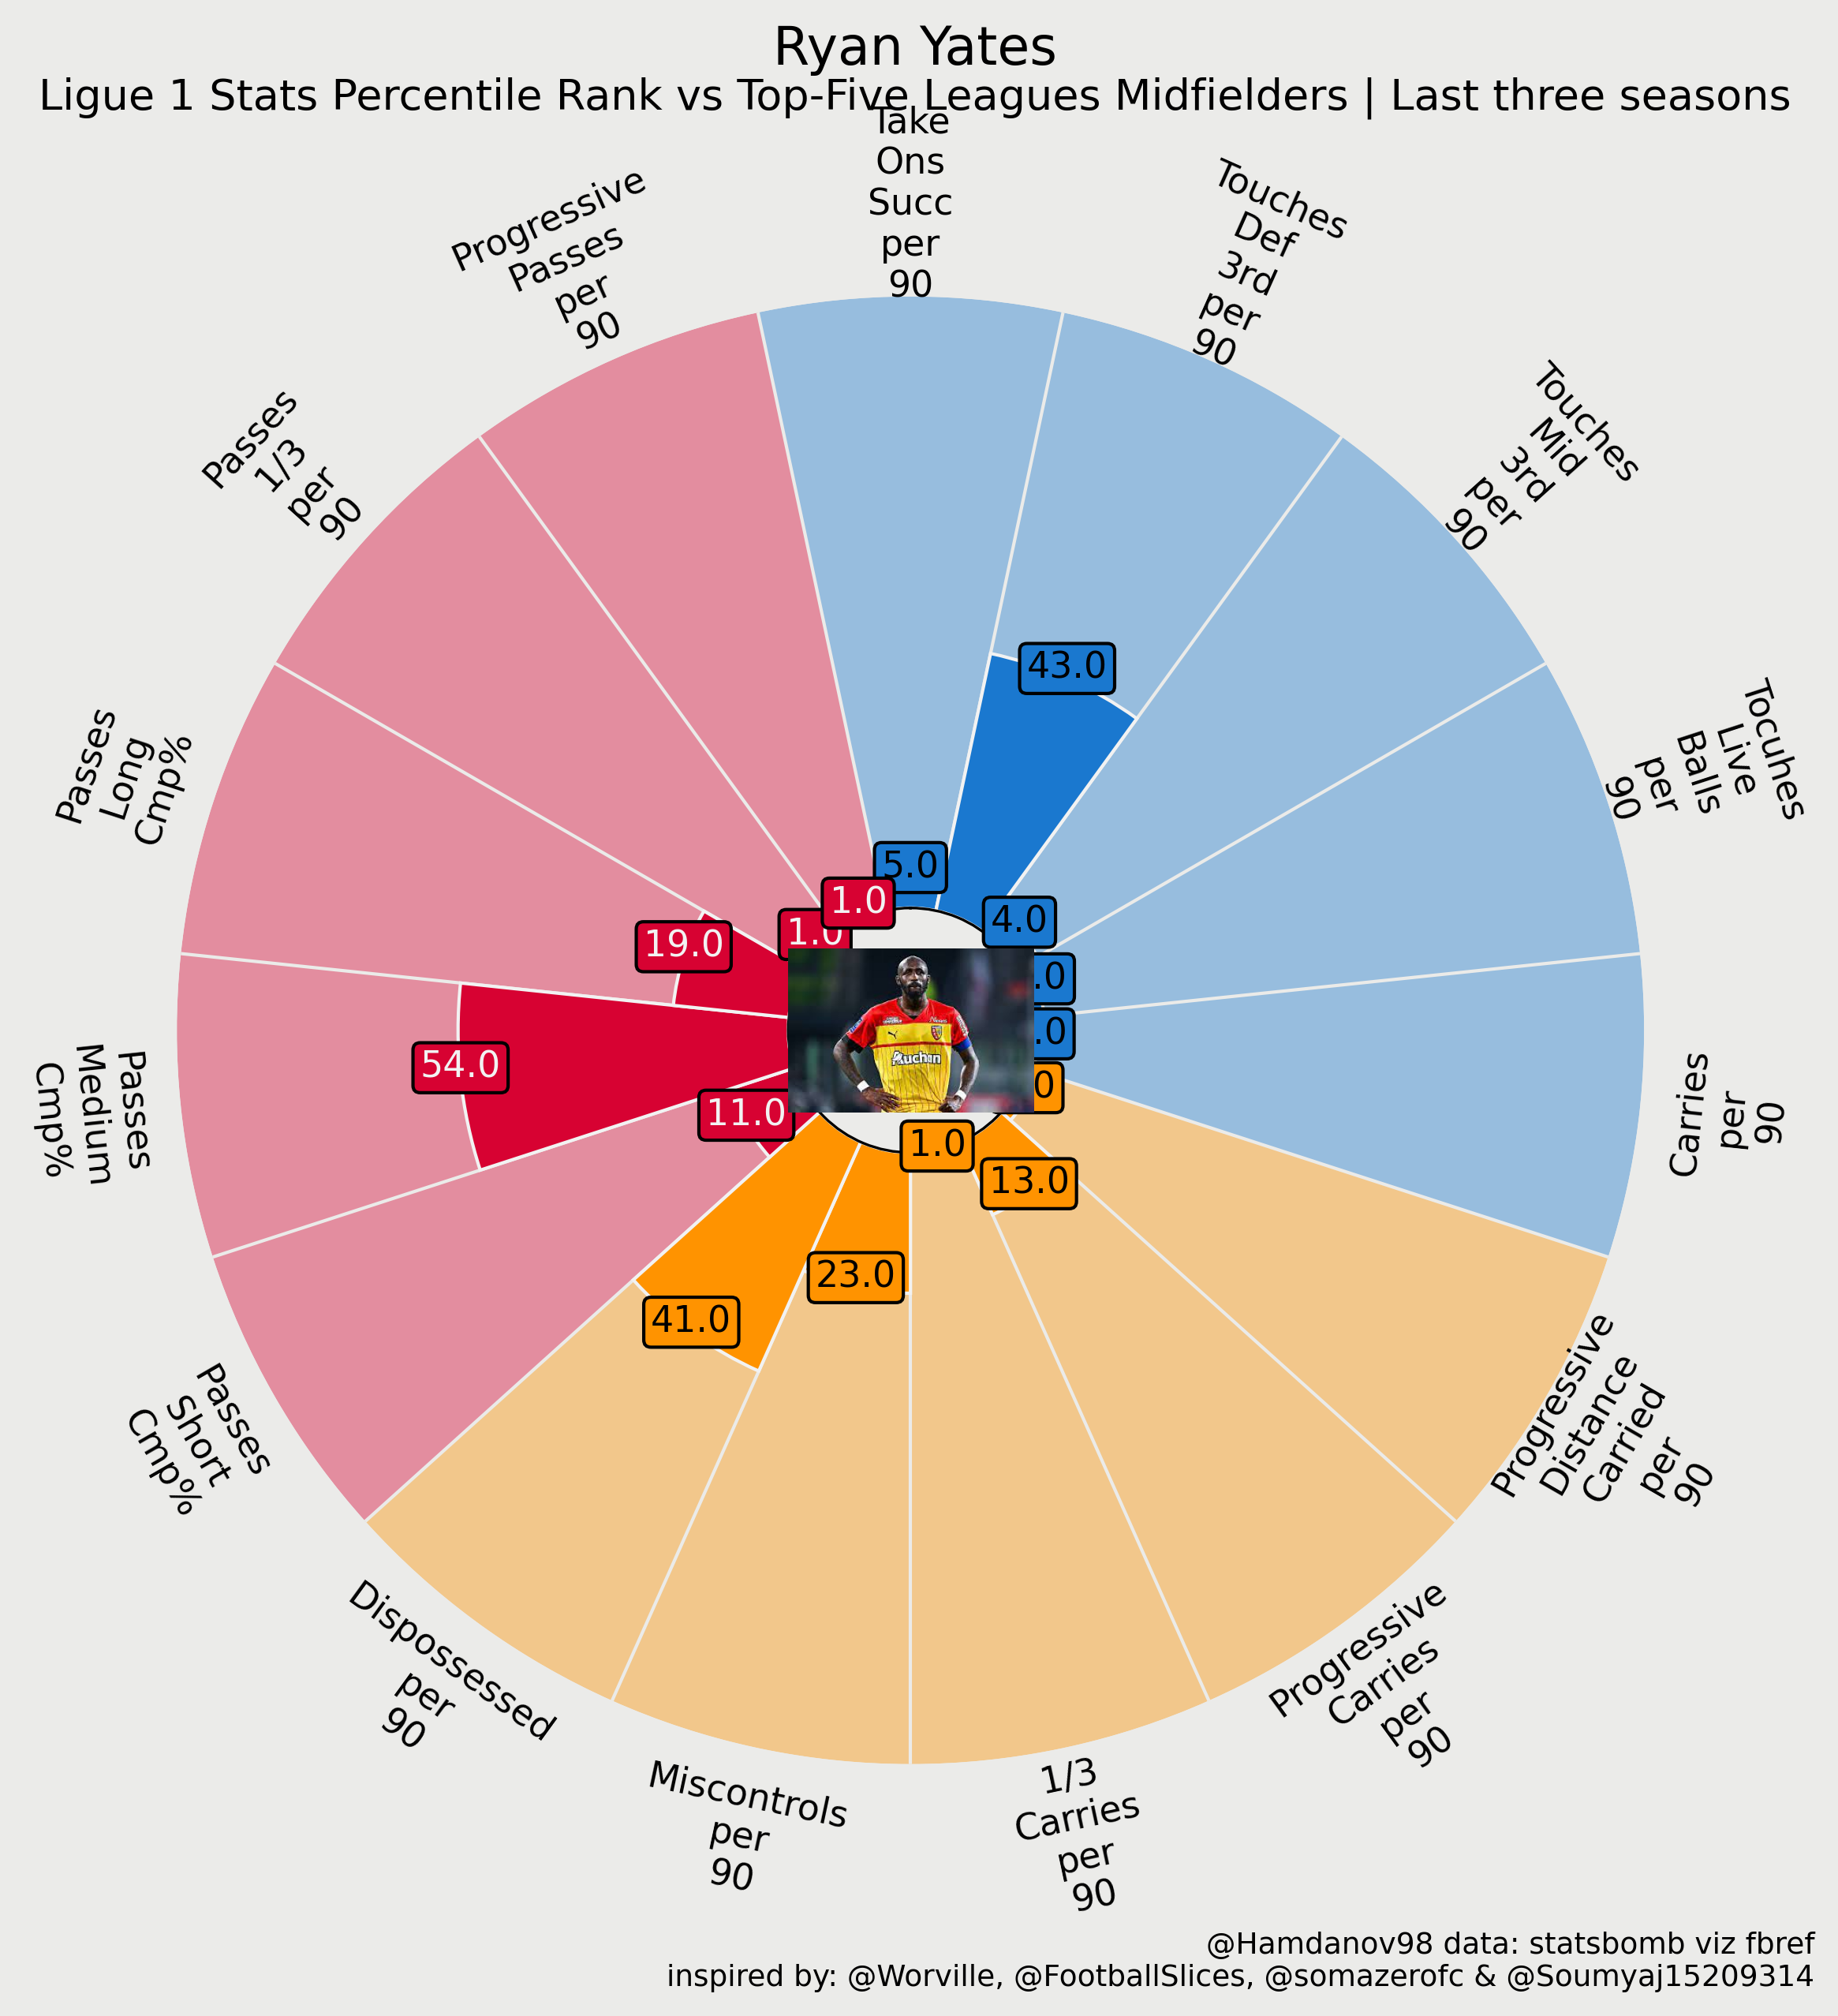 Ryan Yates
Ligue 1 Stats Percentile Rank vs Top-Five Leagues Midfielders | Last three seasons
Take
Ons
Succ
per
90
Touches
Def
3rd
per
90
Touches
Mid
3rd
per
90
Tocuhes
Live
Balls
per
90
Carries
per
90
Progressive
Distance
Carried
per
90
Progressive
Carries
per
90
1/3
Carries
per
90
Miscontrols
per
90
Dispossessed
per
90
Passes
Short
Cmp%
Passes
Medium
Cmp%
Passes
Long
Cmp%
Passes
1/3
per
90
Progressive
Passes
per
90
5.0
43.0
4.0
.0
.0
0
13.0
1.0
23.0
41.0
11.0
54.0
19.0
1.0
1.0
Auchan
@Hamdanov98 data: statsbomb viz fbref
inspired by: @Worville, @FootballSlices, @somazerofc & @Soumyaj15209314